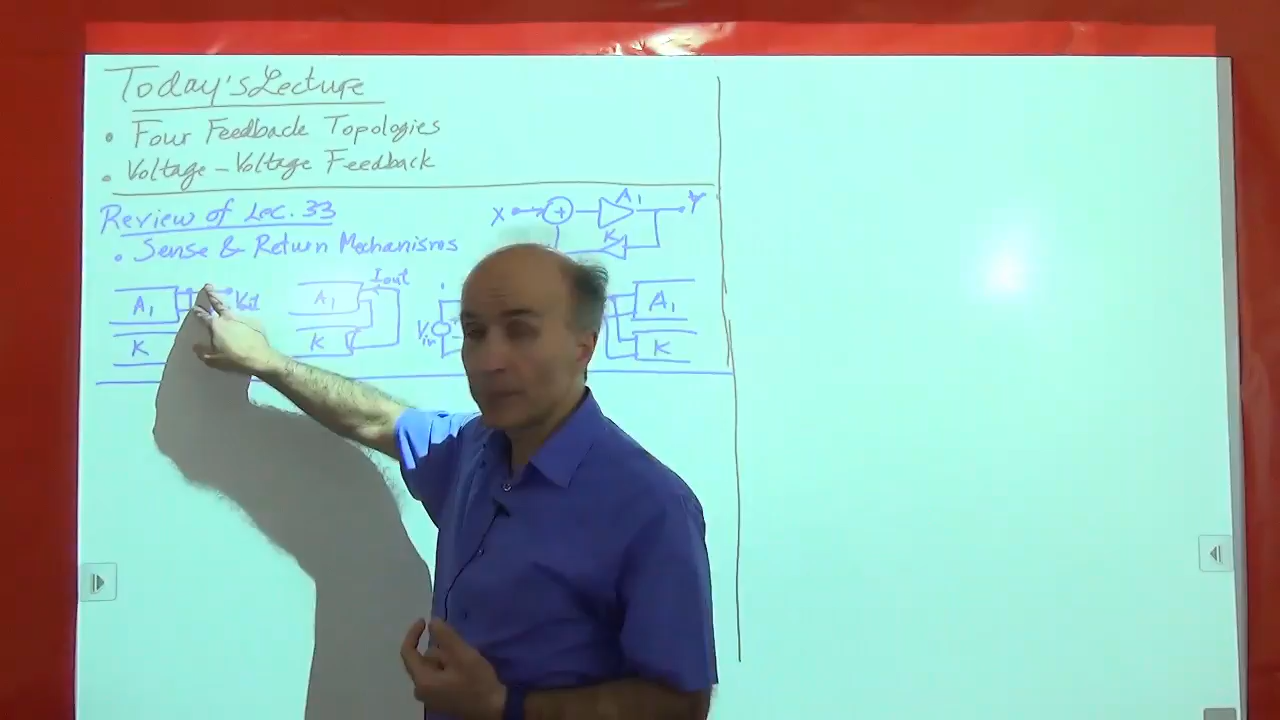 Today's Lecture
• Four Feedback Topologies
• Voltage-Voltage Feedback
Review of Lec. 33
• Sense & Return Mechanisms
X + A1 Y
K
A1 Vout
K
Iout
A1
K
Vin
A1
K